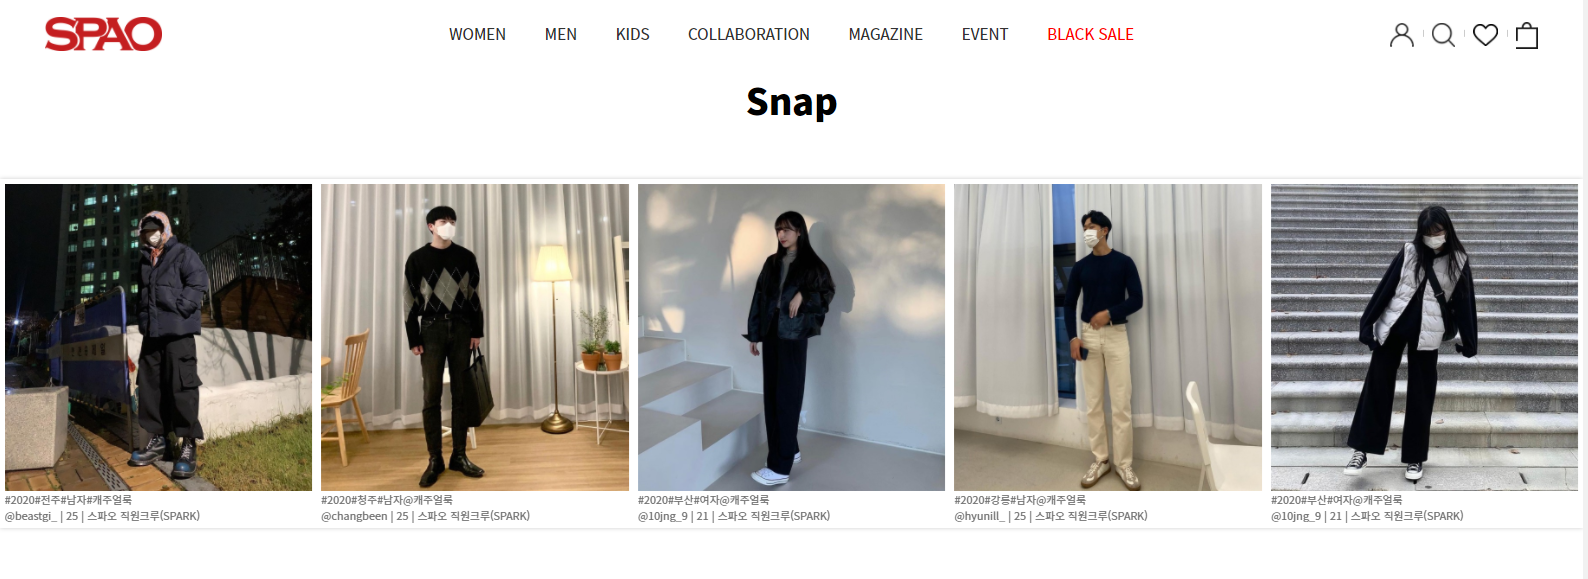 SPAO
WOMEN MEN KIDS COLLABORATION MAGAZINE EVENT BLACK SALE
Snap
#2020#전주#남자#캐주얼룩
@beastgi_ | 25 | 스파오 직원크루(SPARK)
#2020#청주#남자@캐주얼룩
@changbeen | 25 | 스파오 직원크루(SPARK)
#2020#부산#여자@캐주얼룩
@10jng_9 | 21 | 스파오 직원크루(SPARK)
#2020#강릉#남자@캐주얼룩
@hyunill_ | 25 | 스파오 직원크루(SPARK)
#2020#부산#여자@캐주얼룩
@10jng_9 | 21 | 스파오 직원크루(SPARK)